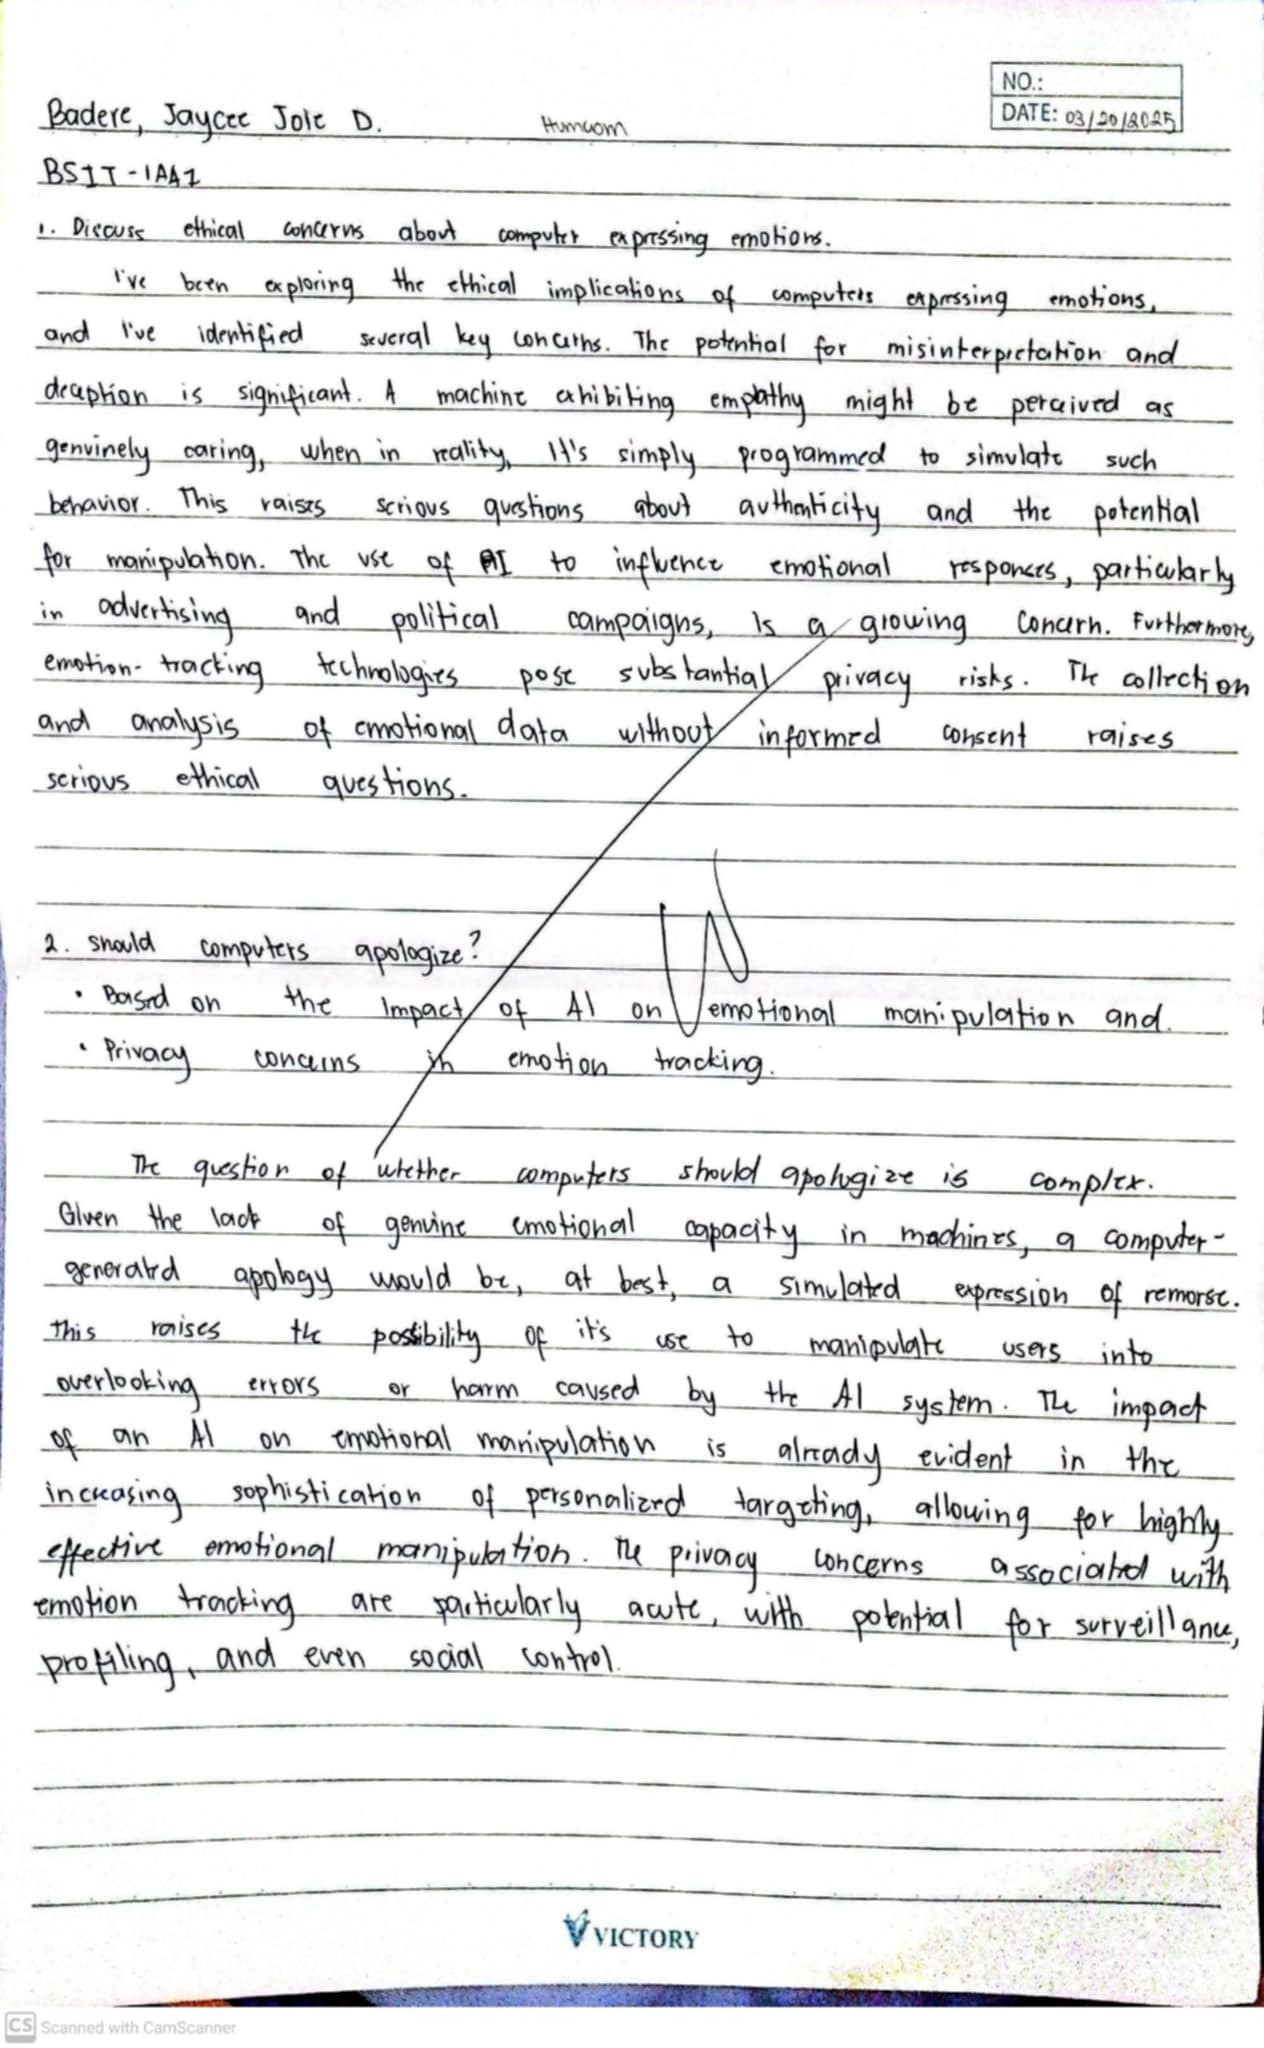 NO.:
DATE: 03/20/2025
Badere, Jaycee Jole D. Humcom
BSIT-1AA1
1. Discuss ethical concerns about computer expressing emotions.
I've been exploring the ethical implications of computers expressing emotions,
and I've identified several key concerns. The potential for misinterpretation and
deception is significant. A machine exhibiting empathy might be perceived as
genuinely caring, when in reality, It's simply programmed to simulate such
behavior. This raises serious questions about authenticity and the potential
for manipulation. The use of AI to influence emotional responses, particularly
in advertising and political campaigns, Is a growing concern. Furthermore,
emotion-tracking technologies pose substantial privacy risks. The collection
and analysis of emotional data without informed consent raises
serious ethical questions.
2. Should computers apologize?
• Based on the Impact of AI on emotional manipulation and.
• Privacy concerns in emotion tracking.
The question of whether computers should apologize is complex.
Given the lack of genuine emotional capacity in machines, a computer-
generated apology would be, at best, a simulated expression of remorse.
This raises the possibility of it's use to manipulate users into
overlooking errors or harm caused by the AI system. The impact
of an AI on emotional manipulation is already evident in the
increasing sophistication of personalized targeting, allowing for highly
effective emotional manipulation. The privacy concerns associated with
emotion tracking are particularly acute, with potential for surveillance,
profiling, and even social control.
VICTORY
CS Scanned with CamScanner